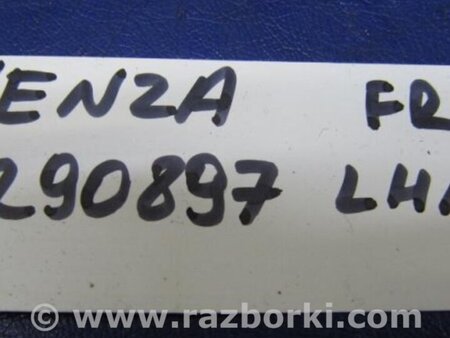 ENZA FR
290897 LH
© www.razborki.com